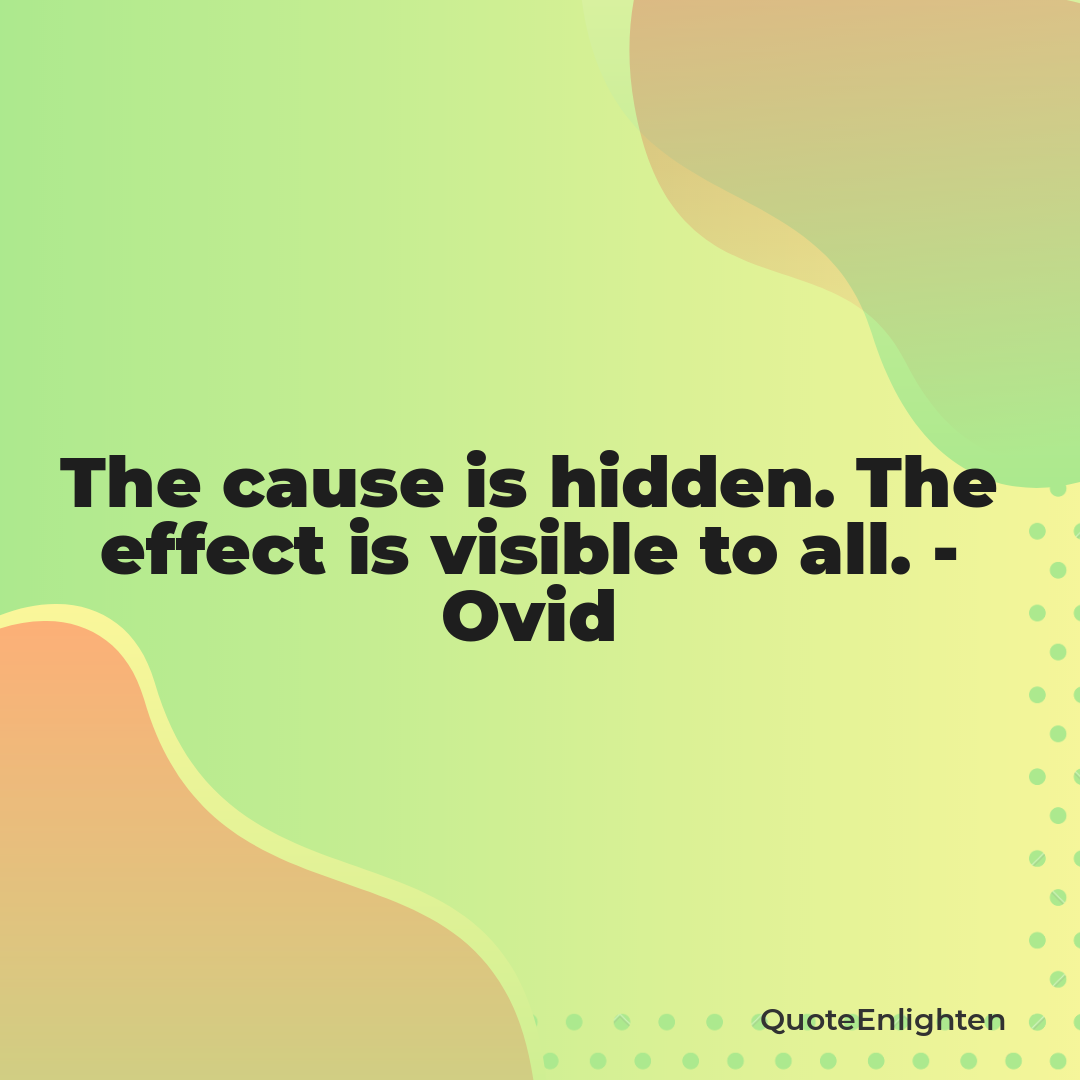 The cause is hidden. The
effect is visible to all. -
Ovid
QuoteEnlighten